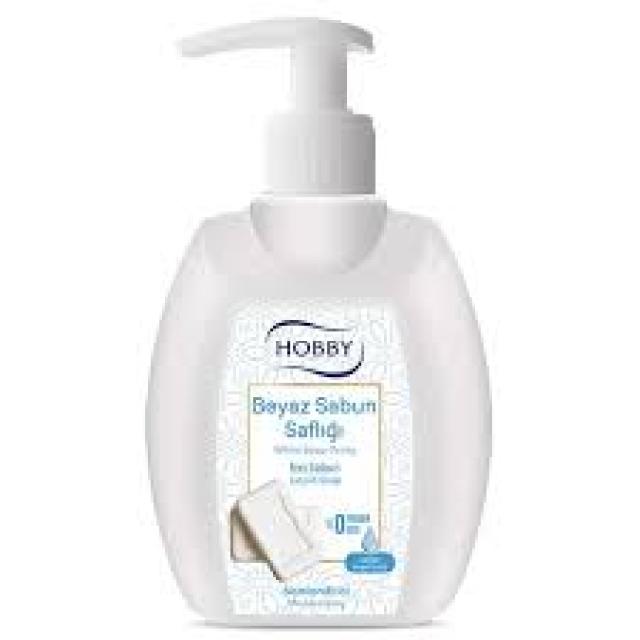 HOBBY
Beyaz Sabun
Saflığı
White Soap Purity
Sıvı Sabun
Liquid Soap
%0
Nemlendirici
Moisturizing